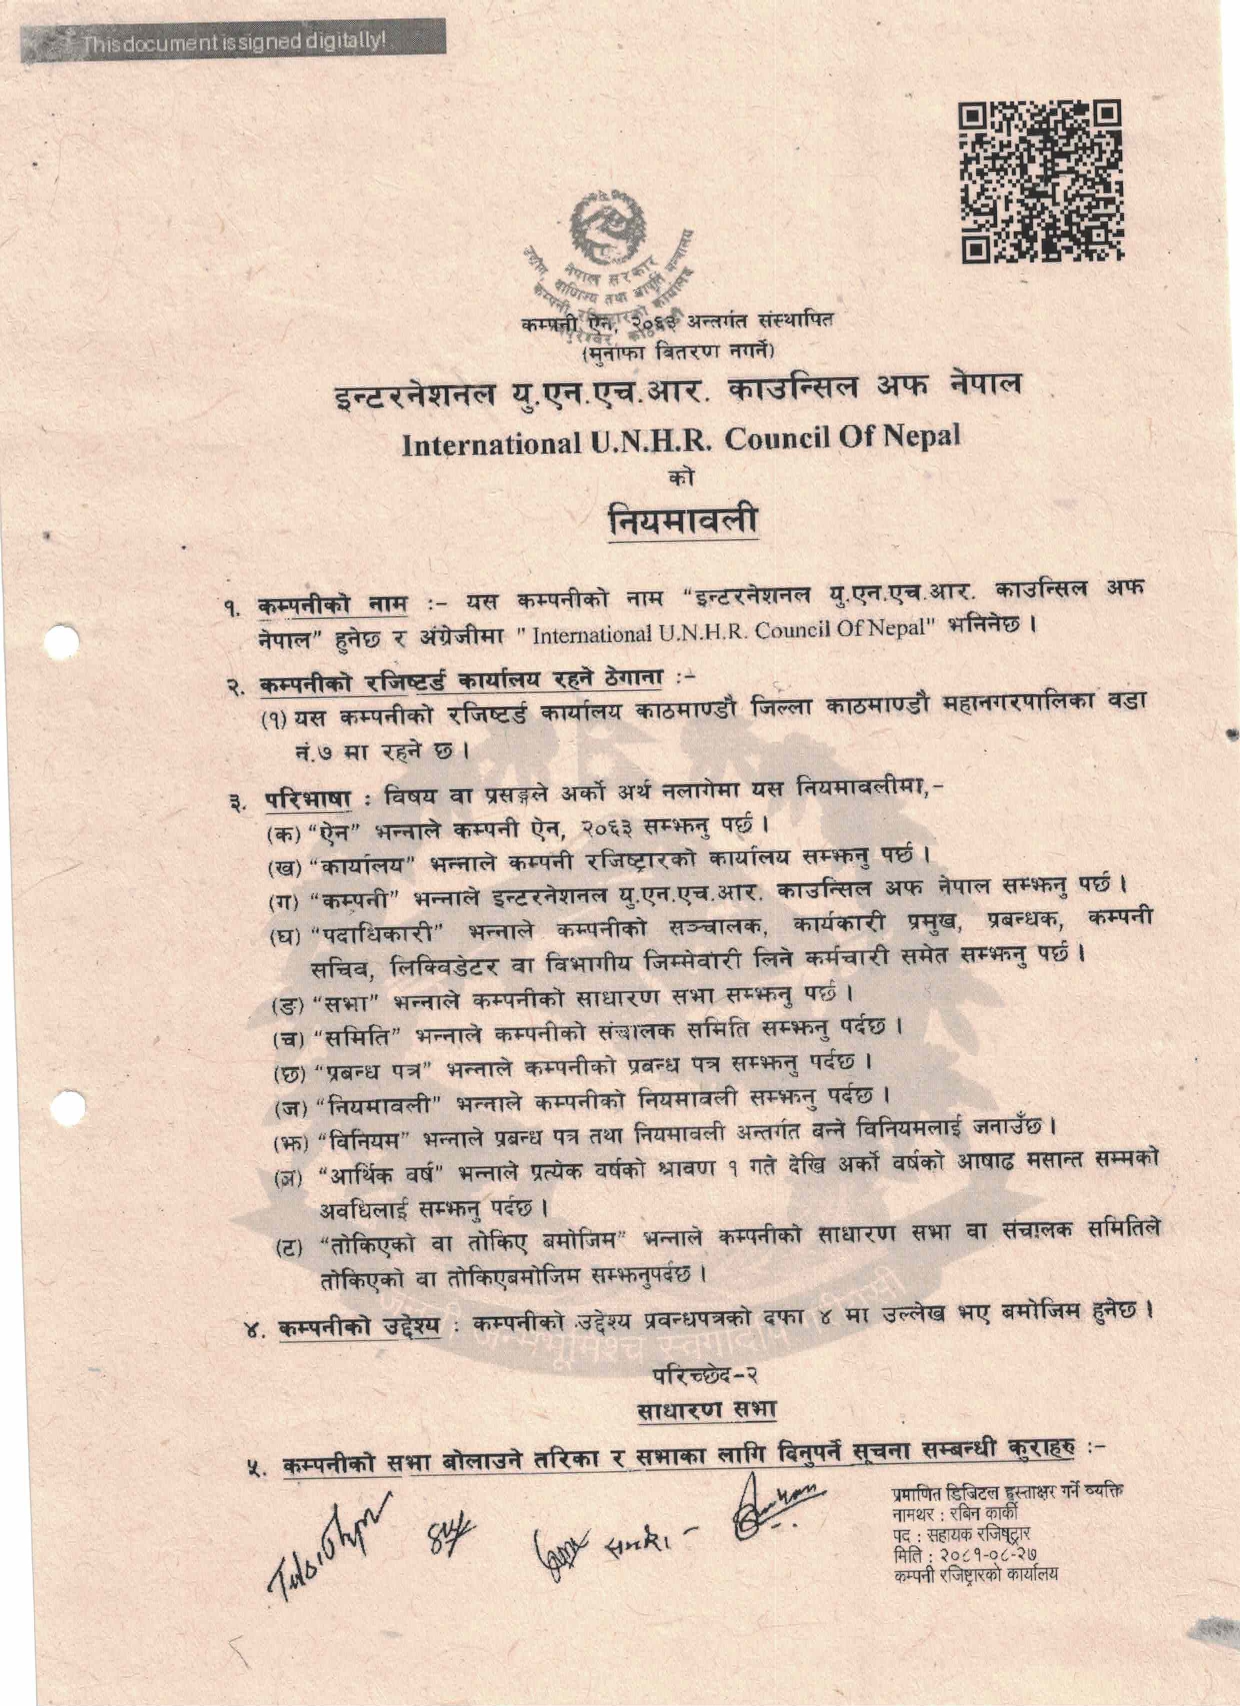 This document is signed digitally!
नेपाल सरकार
उद्योग, वाणिज्य तथा आपूर्ति मन्त्रालय
कम्पनी रजिष्ट्रारको कार्यालय
कम्पनी ऐन, २०६३ अन्तर्गत संस्थापित
(मुनाफा वितरण नगर्ने)
इन्टरनेशनल यु.एन.एच.आर. काउन्सिल अफ नेपाल
International U.N.H.R. Council Of Nepal
को
नियमावली
१. कम्पनीको नाम :- यस कम्पनीको नाम "इन्टरनेशनल यु.एन.एच.आर. काउन्सिल अफ
नेपाल" हुनेछ र अंग्रेजीमा " International U.N.H.R. Council Of Nepal" भनिनेछ ।
२. कम्पनीको रजिष्टर्ड कार्यालय रहने ठेगाना :-
(१) यस कम्पनीको रजिष्टर्ड कार्यालय काठमाण्डौ जिल्ला काठमाण्डौ महानगरपालिका वडा
नं.७ मा रहने छ ।
३. परिभाषा : विषय वा प्रसङ्गले अर्को अर्थ नलागेमा यस नियमावलीमा,-
(क) "ऐन" भन्नाले कम्पनी ऐन, २०६३ सम्झनु पर्छ ।
(ख) "कार्यालय" भन्नाले कम्पनी रजिष्ट्रारको कार्यालय सम्झनु पर्छ ।
(ग) "कम्पनी" भन्नाले इन्टरनेशनल यु.एन.एच.आर. काउन्सिल अफ नेपाल सम्झनु पर्छ ।
(घ) "पदाधिकारी" भन्नाले कम्पनीको सञ्चालक, कार्यकारी प्रमुख, प्रबन्धक, कम्पनी
सचिव, लिक्विडेटर वा विभागीय जिम्मेवारी लिने कर्मचारी समेत सम्झनु पर्छ ।
(ङ) "सभा" भन्नाले कम्पनीको साधारण सभा सम्झनु पर्छ ।
(च) "समिति" भन्नाले कम्पनीको संचालक समिति सम्झनु पर्दछ ।
(छ) "प्रबन्ध पत्र" भन्नाले कम्पनीको प्रबन्ध पत्र सम्झनु पर्दछ ।
(ज) "नियमावली" भन्नाले कम्पनीको नियमावली सम्झनु पर्दछ ।
(झ) "विनियम" भन्नाले प्रबन्ध पत्र तथा नियमावली अन्तर्गत बन्ने विनियमलाई जनाउँछ ।
(ञ) "आर्थिक वर्ष" भन्नाले प्रत्येक वर्षको श्रावण १ गते देखि अर्को वर्षको आषाढ मसान्त सम्मको
अवधिलाई सम्झनु पर्दछ ।
(ट) "तोकिएको वा तोकिए बमोजिम" भन्नाले कम्पनीको साधारण सभा वा संचालक समितिले
तोकिएको वा तोकिएबमोजिम सम्झनुपर्दछ ।
४. कम्पनीको उद्देश्य : कम्पनीको उद्देश्य प्रवन्धपत्रको दफा ४ मा उल्लेख भए बमोजिम हुनेछ ।
परिच्छेद-२
साधारण सभा
५. कम्पनीको सभा बोलाउने तरिका र सभाका लागि दिनुपर्ने सूचना सम्बन्धी कुराहरु :-
प्रमाणित डिजिटल हस्ताक्षर गर्ने व्यक्ति
नामथर : रबिन कार्की
पद : सहायक रजिष्ट्रार
मिति : २०८१-०८-२७
कम्पनी रजिष्ट्रारको कार्यालय